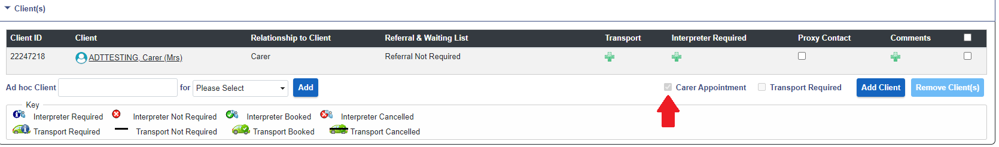 Client(s)
Client ID Client Relationship to Client Referral & Waiting List Transport Interpreter Required Proxy Contact Comments
22247218 ADTTESTING, Carer (Mrs) Carer Referral Not Required
Ad hoc Client for Please Select Add Carer Appointment Transport Required Add Client Remove Client(s)
Key
Interpreter Required Interpreter Not Required Interpreter Booked Interpreter Cancelled
Transport Required Transport Not Required Transport Booked Transport Cancelled